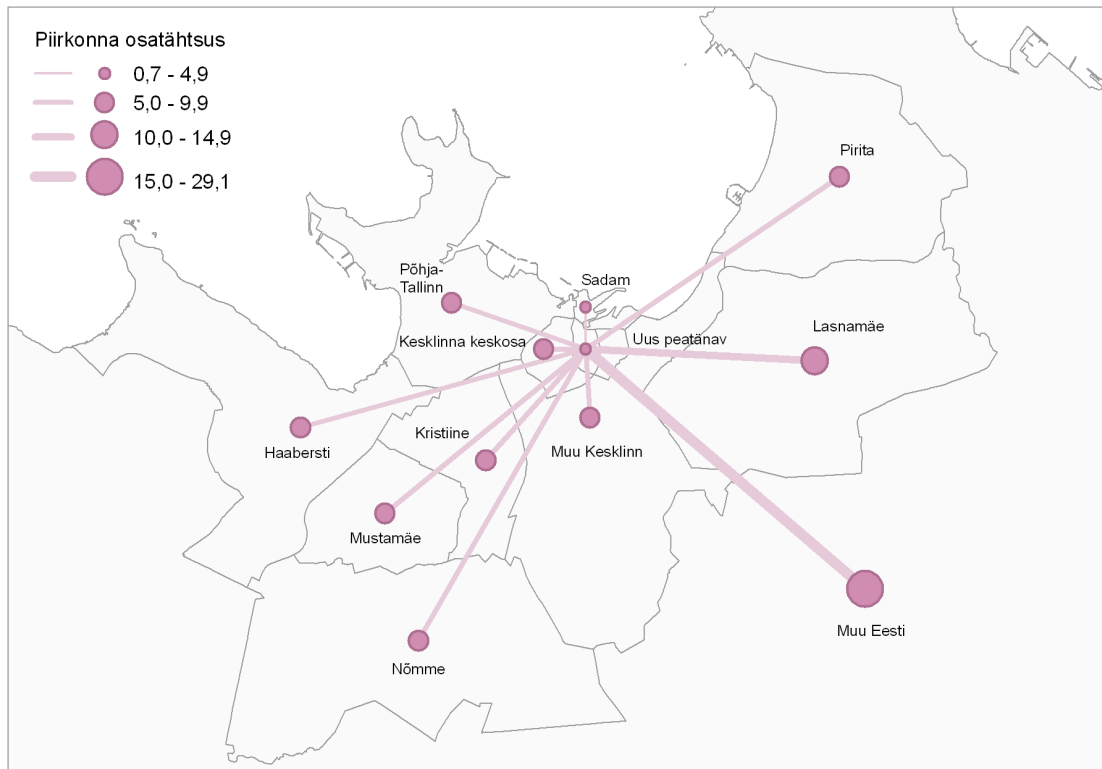 Piirkonna osatähtsus
0,7 - 4,9
5,0 - 9,9
10,0 - 14,9
15,0 - 29,1
Pirita
Põhja-
Tallinn
Sadam
Kesklinna keskosa
Uus peatänav
Lasnamäe
Haabersti
Kristiine
Muu Kesklinn
Mustamäe
Muu Eesti
Nõmme